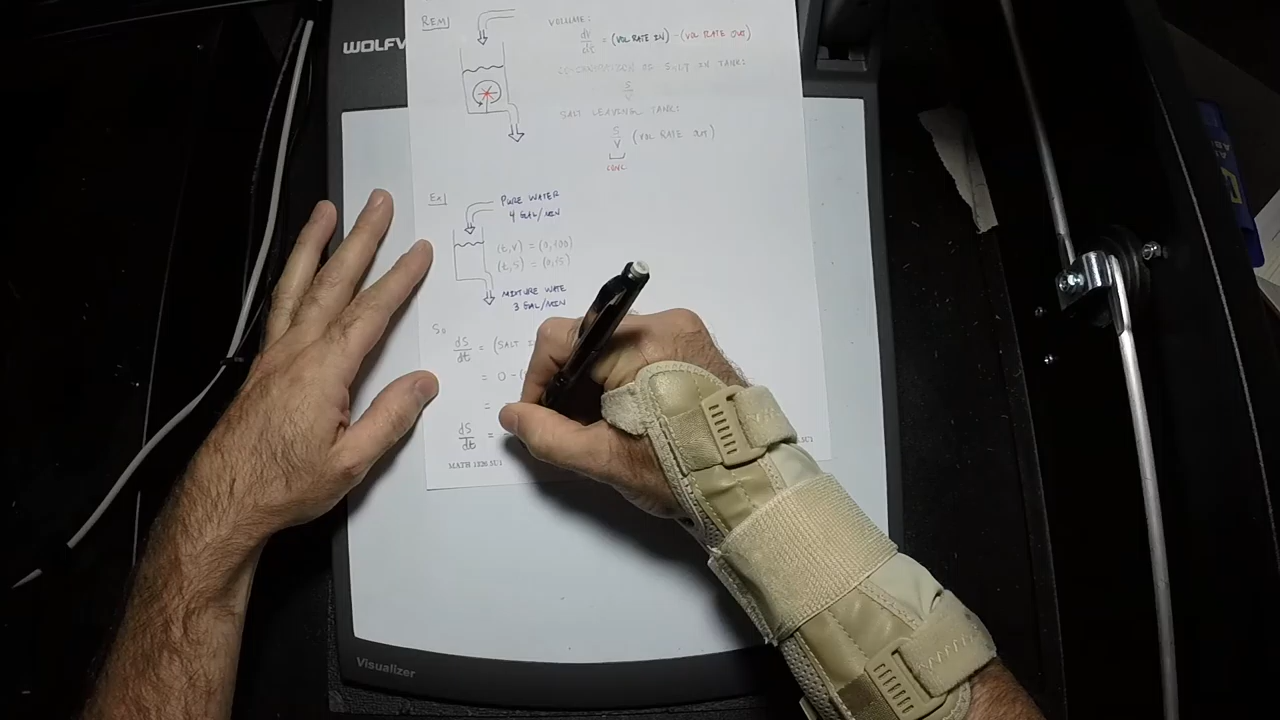 REM
WOLFV
VOLUME:
dV/dt = (VOL RATE IN) - (VOL RATE OUT)
CONCENTRATION OF SALT IN TANK:
S/V
SALT LEAVING TANK:
S/V (VOL RATE OUT)
CONC
Ex
PURE WATER
4 GAL/MIN
(t,V) = (0,100)
(t,S) = (0,15)
MIXTURE WATE
3 GAL/MIN
So
dS/dt = (SALT I
= 0 - (
=
dS/dt =
MATH 1326.5U1
Visualizer